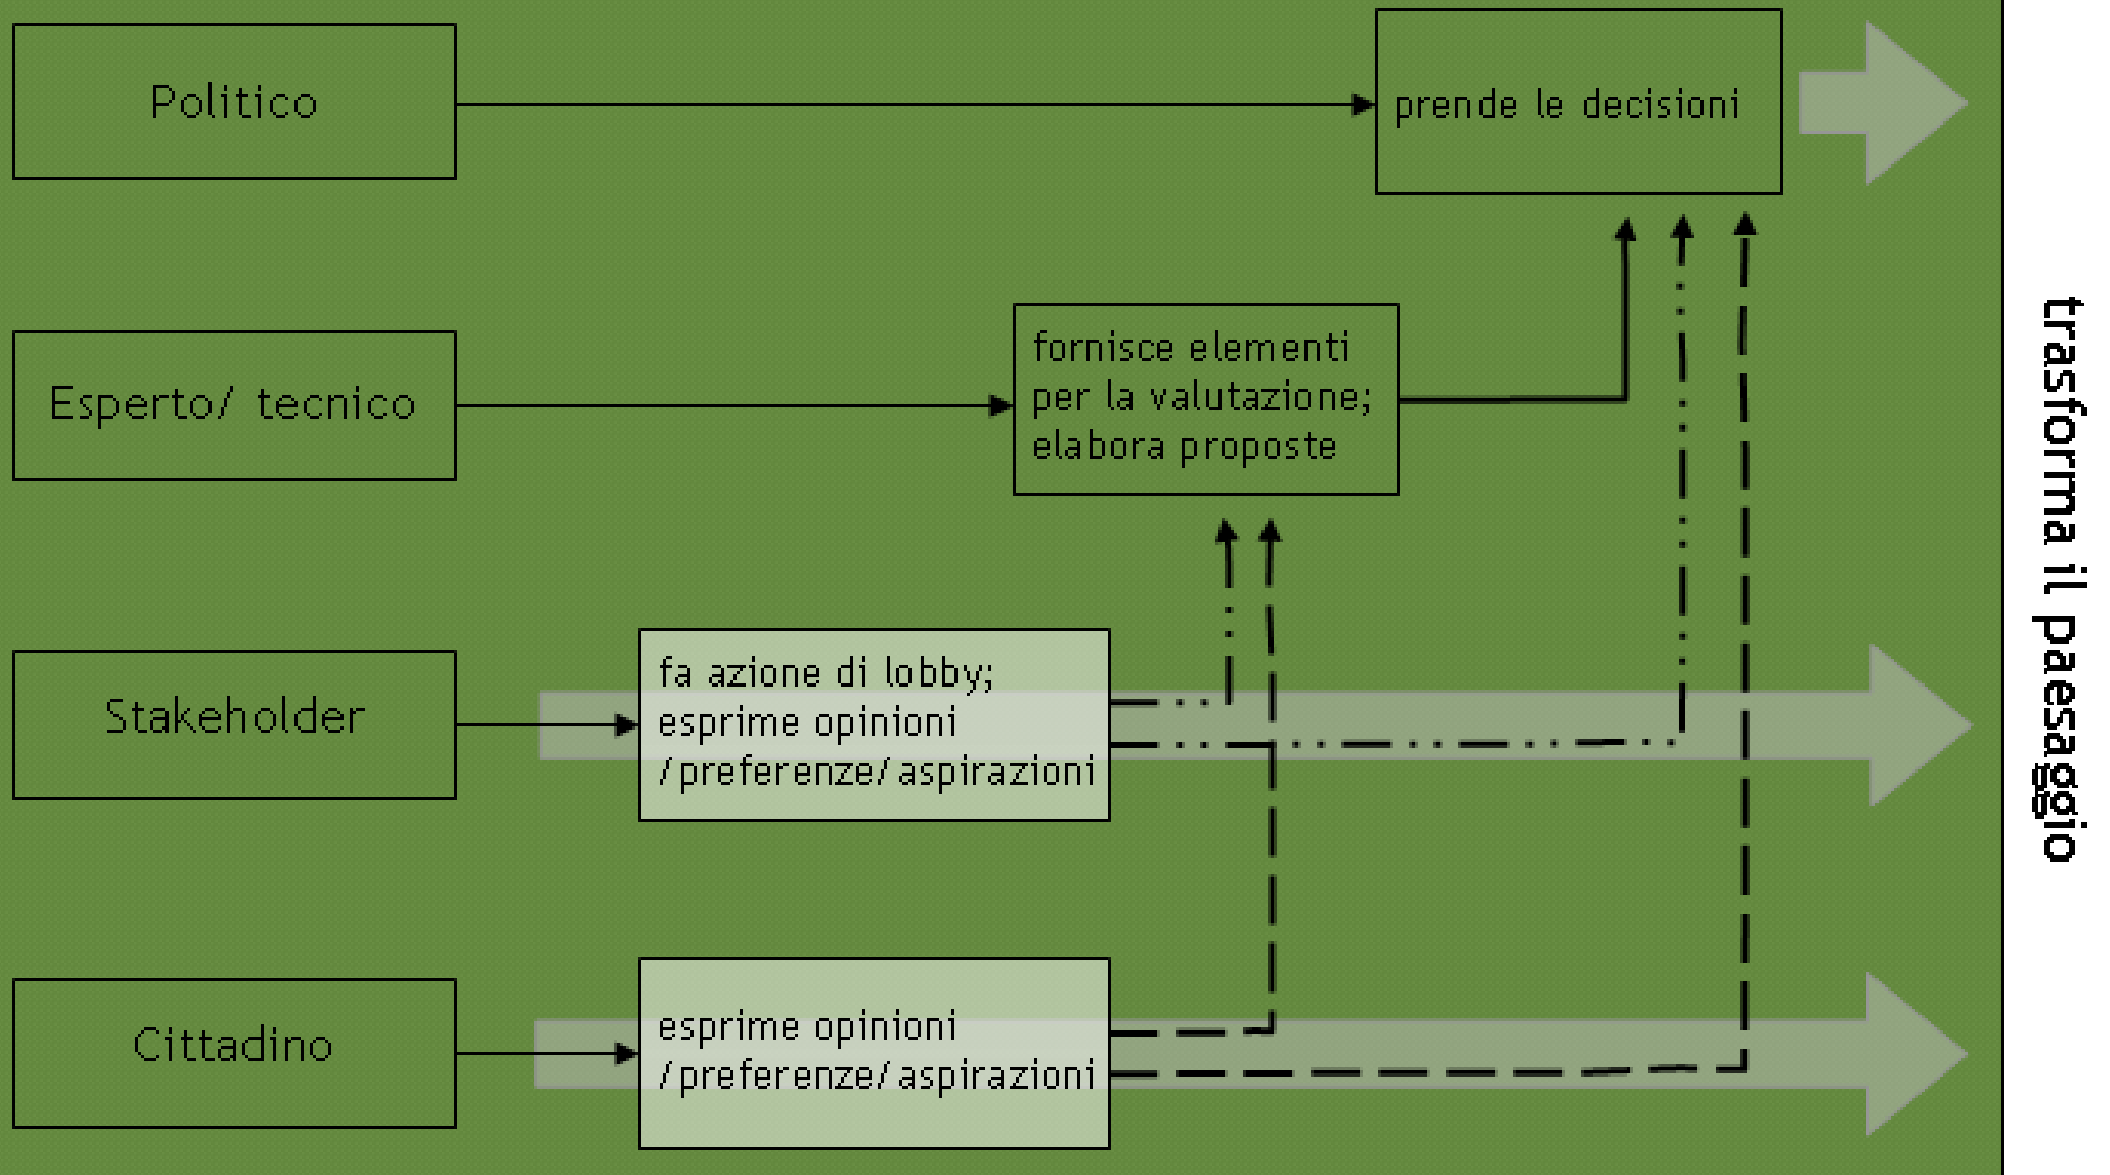 Politico
prende le decisioni
Esperto/ tecnico
fornisce elementi
per la valutazione;
elabora proposte
Stakeholder
fa azione di lobby;
esprime opinioni
/preferenze/aspirazioni
Cittadino
esprime opinioni
/preferenze/aspirazioni
trasforma il paesaggio